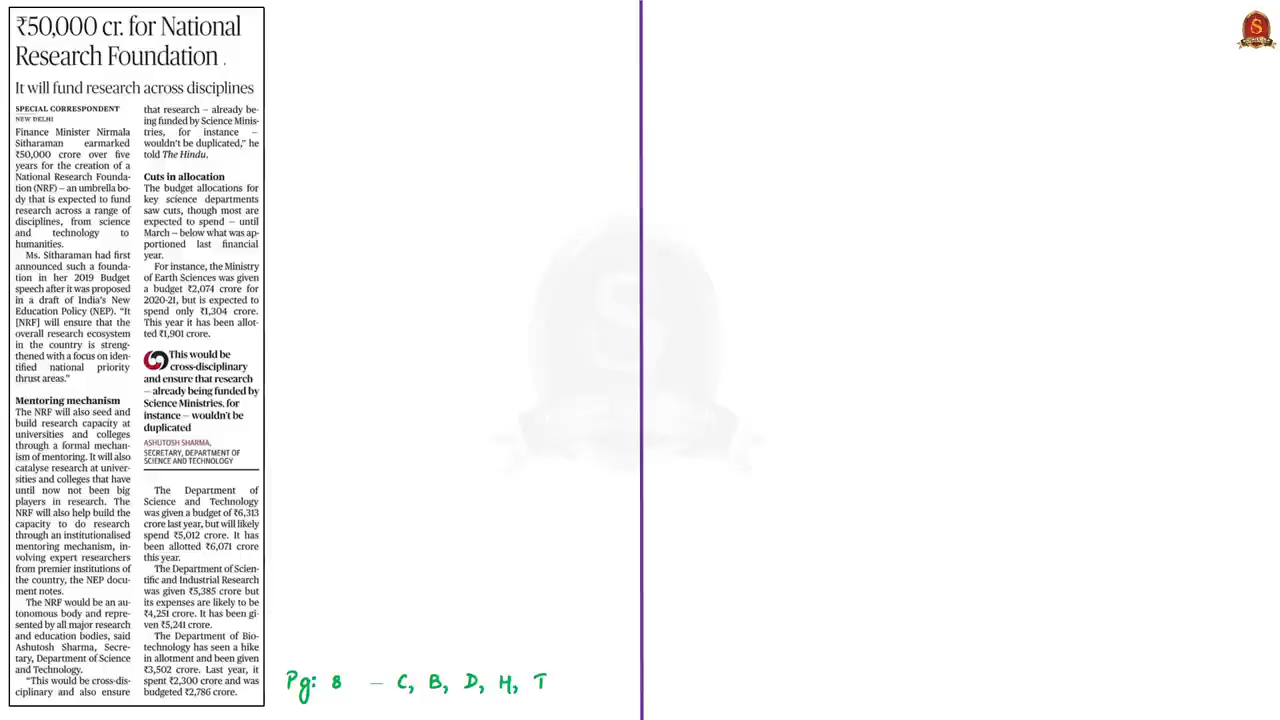 ₹50,000 cr. for National
Research Foundation .
It will fund research across disciplines
SPECIAL CORRESPONDENT
NEW DELHI
Finance Minister Nirmala
Sitharaman earmarked
₹50,000 crore over five
years for the creation of a
National Research Founda-
tion (NRF) – an umbrella bo-
dy that is expected to fund
research across a range of
disciplines, from science
and technology to
humanities.
Ms. Sitharaman had first
announced such a founda-
tion in her 2019 Budget
speech after it was proposed
in a draft of India's New
Education Policy (NEP). "It
[NRF] will ensure that the
overall research ecosystem
in the country is streng-
thened with a focus on iden-
tified national priority
thrust areas."
Mentoring mechanism
The NRF will also seed and
build research capacity at
universities and colleges
through a formal mechan-
ism of mentoring. It will also
catalyse research at univer-
sities and colleges that have
until now not been big
players in research. The
NRF will also help build the
capacity to do research
through an institutionalised
mentoring mechanism, in-
volving expert researchers
from premier institutions of
the country, the NEP docu-
ment notes.
The NRF would be an au-
tonomous body and repre-
sented by all major research
and education bodies, said
Ashutosh Sharma, Secre-
tary, Department of Science
and Technology.
"This would be cross-dis-
ciplinary and also ensure
that research – already be-
ing funded by Science Minis-
tries, for instance –
wouldn't be duplicated," he
told The Hindu.
Cuts in allocation
The budget allocations for
key science departments
saw cuts, though most are
expected to spend – until
March – below what was ap-
portioned last financial
year.
For instance, the Ministry
of Earth Sciences was given
a budget ₹2,074 crore for
2020-21, but is expected to
spend only ₹1,304 crore.
This year it has been allot-
ted ₹1,901 crore.
This would be
cross-disciplinary
and ensure that research
– already being funded by
Science Ministries, for
instance – wouldn't be
duplicated
ASHUTOSH SHARMA,
SECRETARY, DEPARTMENT OF
SCIENCE AND TECHNOLOGY
The Department of
Science and Technology
was given a budget of ₹6,313
crore last year, but will likely
spend ₹5,012 crore. It has
been allotted ₹6,071 crore
this year.
The Department of Scien-
tific and Industrial Research
was given ₹5,385 crore but
its expenses are likely to be
₹4,251 crore. It has been gi-
ven ₹5,241 crore.
The Department of Bio-
technology has seen a hike
in allotment and been given
₹3,502 crore. Last year, it
spent ₹2,300 crore and was
budgeted ₹2,786 crore.
Pg: 8 – C, B, D, H, T